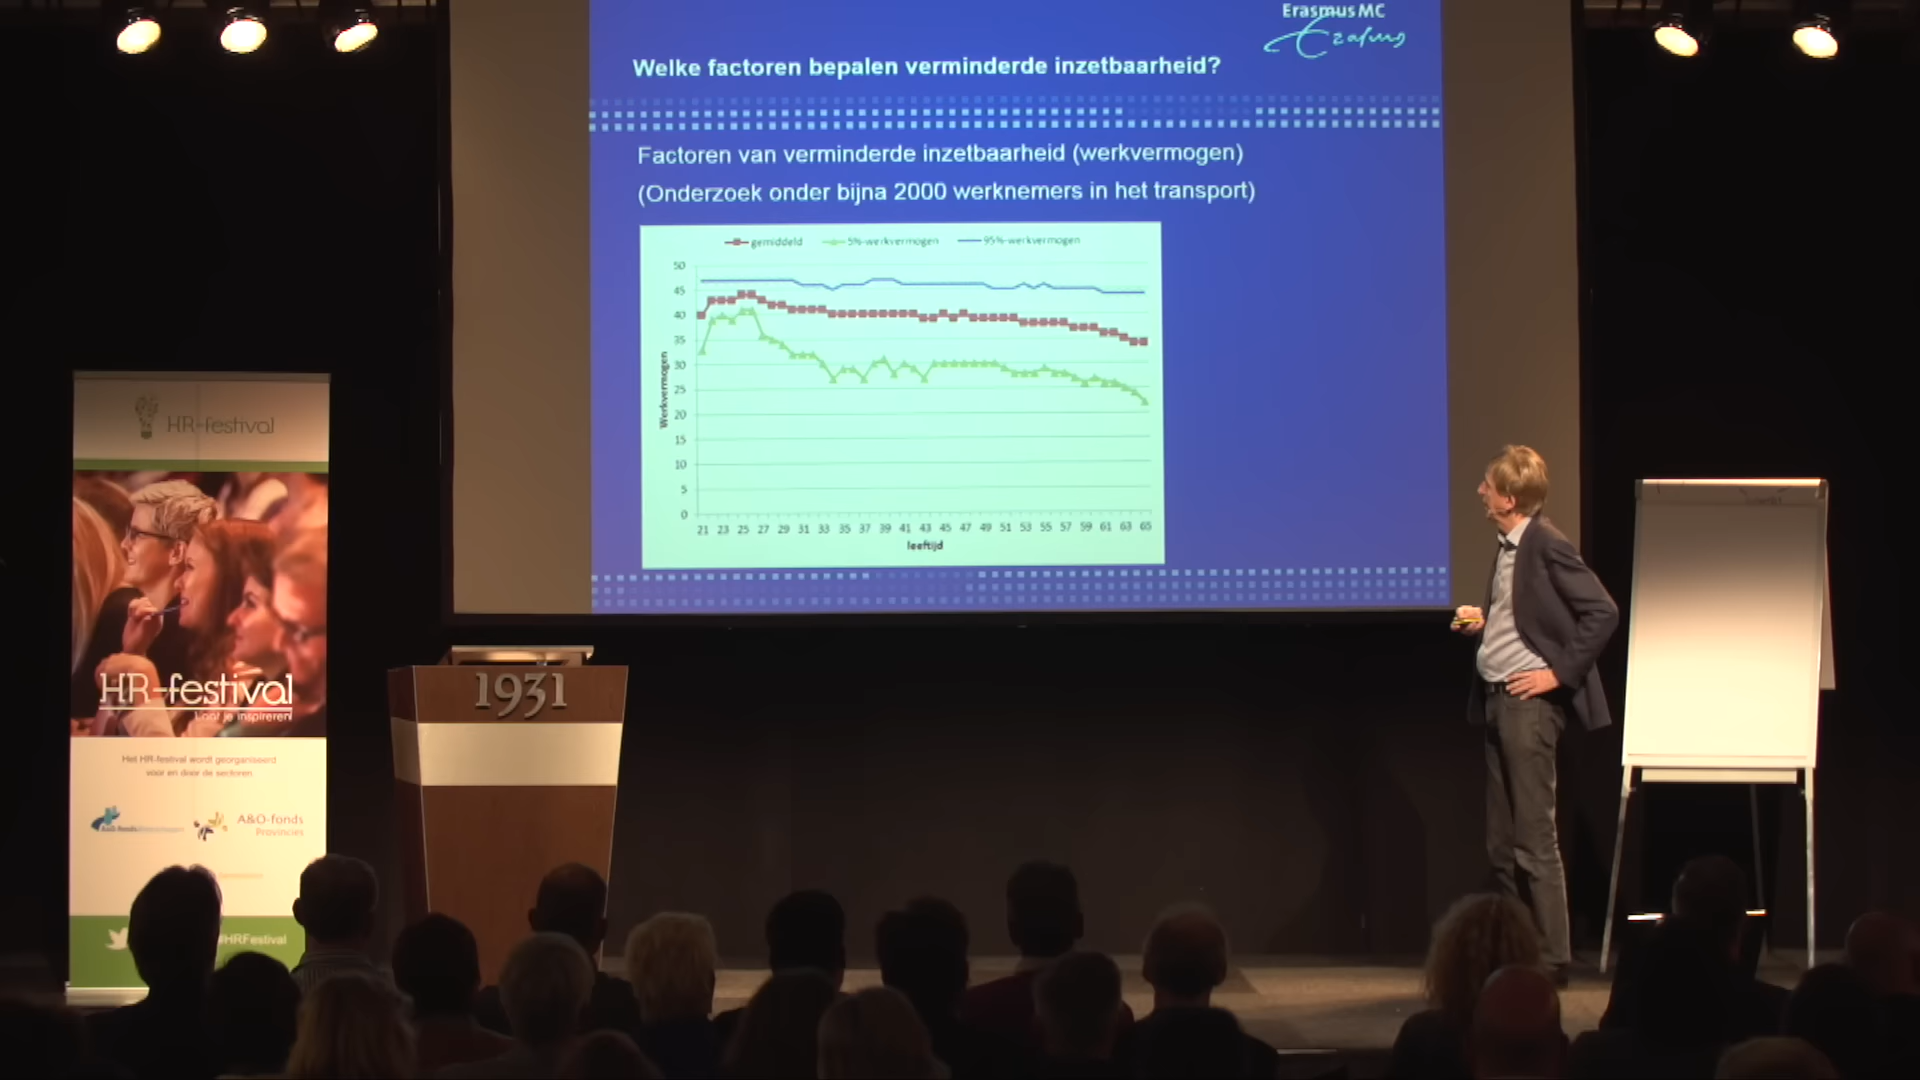 Erasmus MC
Erasmus
Welke factoren bepalen verminderde inzetbaarheid?
Factoren van verminderde inzetbaarheid (werkvermogen)
(Onderzoek onder bijna 2000 werknemers in het transport)
gemiddeld 5%-werkvermogen 95%-werkvermogen
50
45
40
35
30
25
20
15
10
5
0
Werkvermogen
21 23 25 27 29 31 33 35 37 39 41 43 45 47 49 51 53 55 57 59 61 63 65
leeftijd
HR-festival
HR-festival
Laat je inspireren!
Het HR-festival wordt georganiseerd
voor en door de sectoren
A&O-fonds
Provincies
#HRFestival
1931